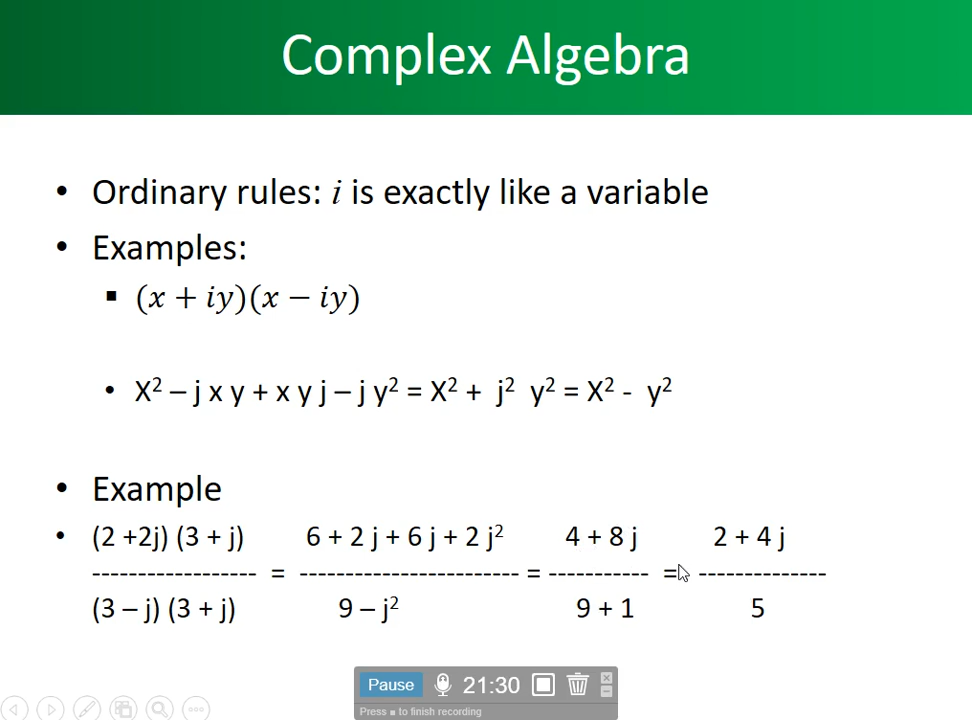 Complex Algebra
• Ordinary rules: i is exactly like a variable
• Examples:
▪ (x + iy)(x − iy)
• X² – j x y + x y j – j y² = X² + j² y² = X² - y²
• Example
• (2 +2j) (3 + j) 6 + 2 j + 6 j + 2 j² 4 + 8 j 2 + 4 j
------------------ = ------------------------ = ----------- = --------------
(3 – j) (3 + j) 9 – j² 9 + 1 5
Pause 21:30
Press ■ to finish recording